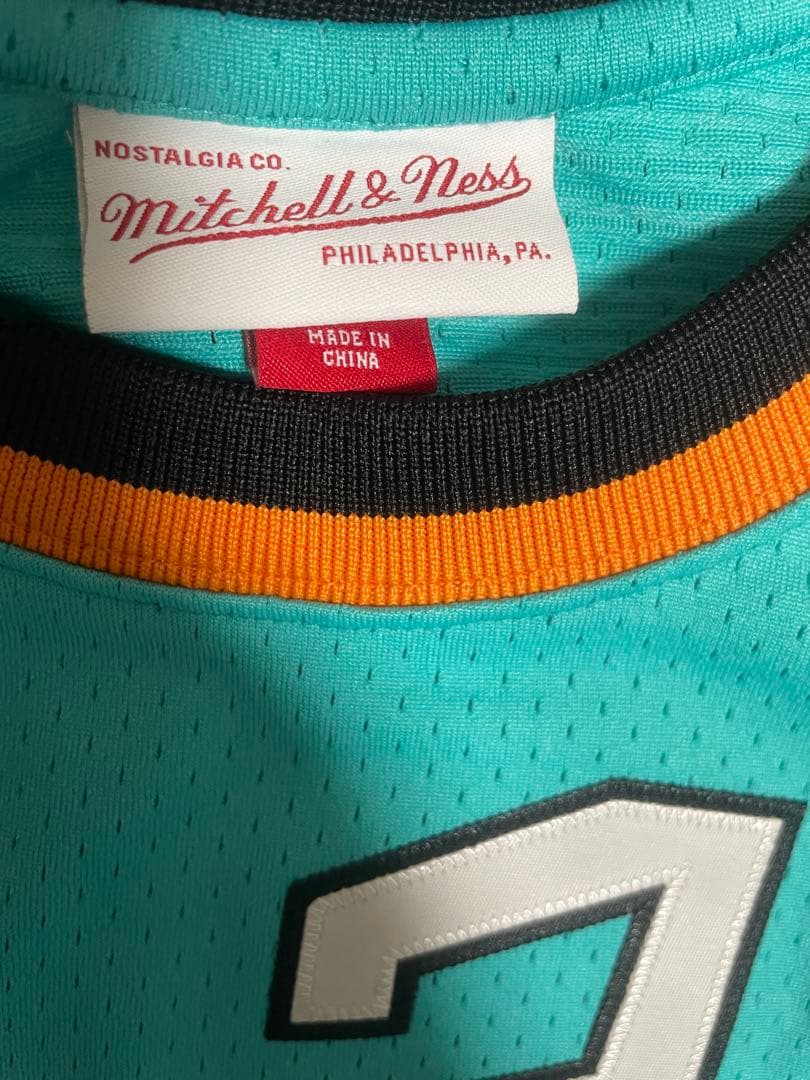 NOSTALGIA CO.
Mitchell & Ness
PHILADELPHIA, PA.
MADE IN
CHINA